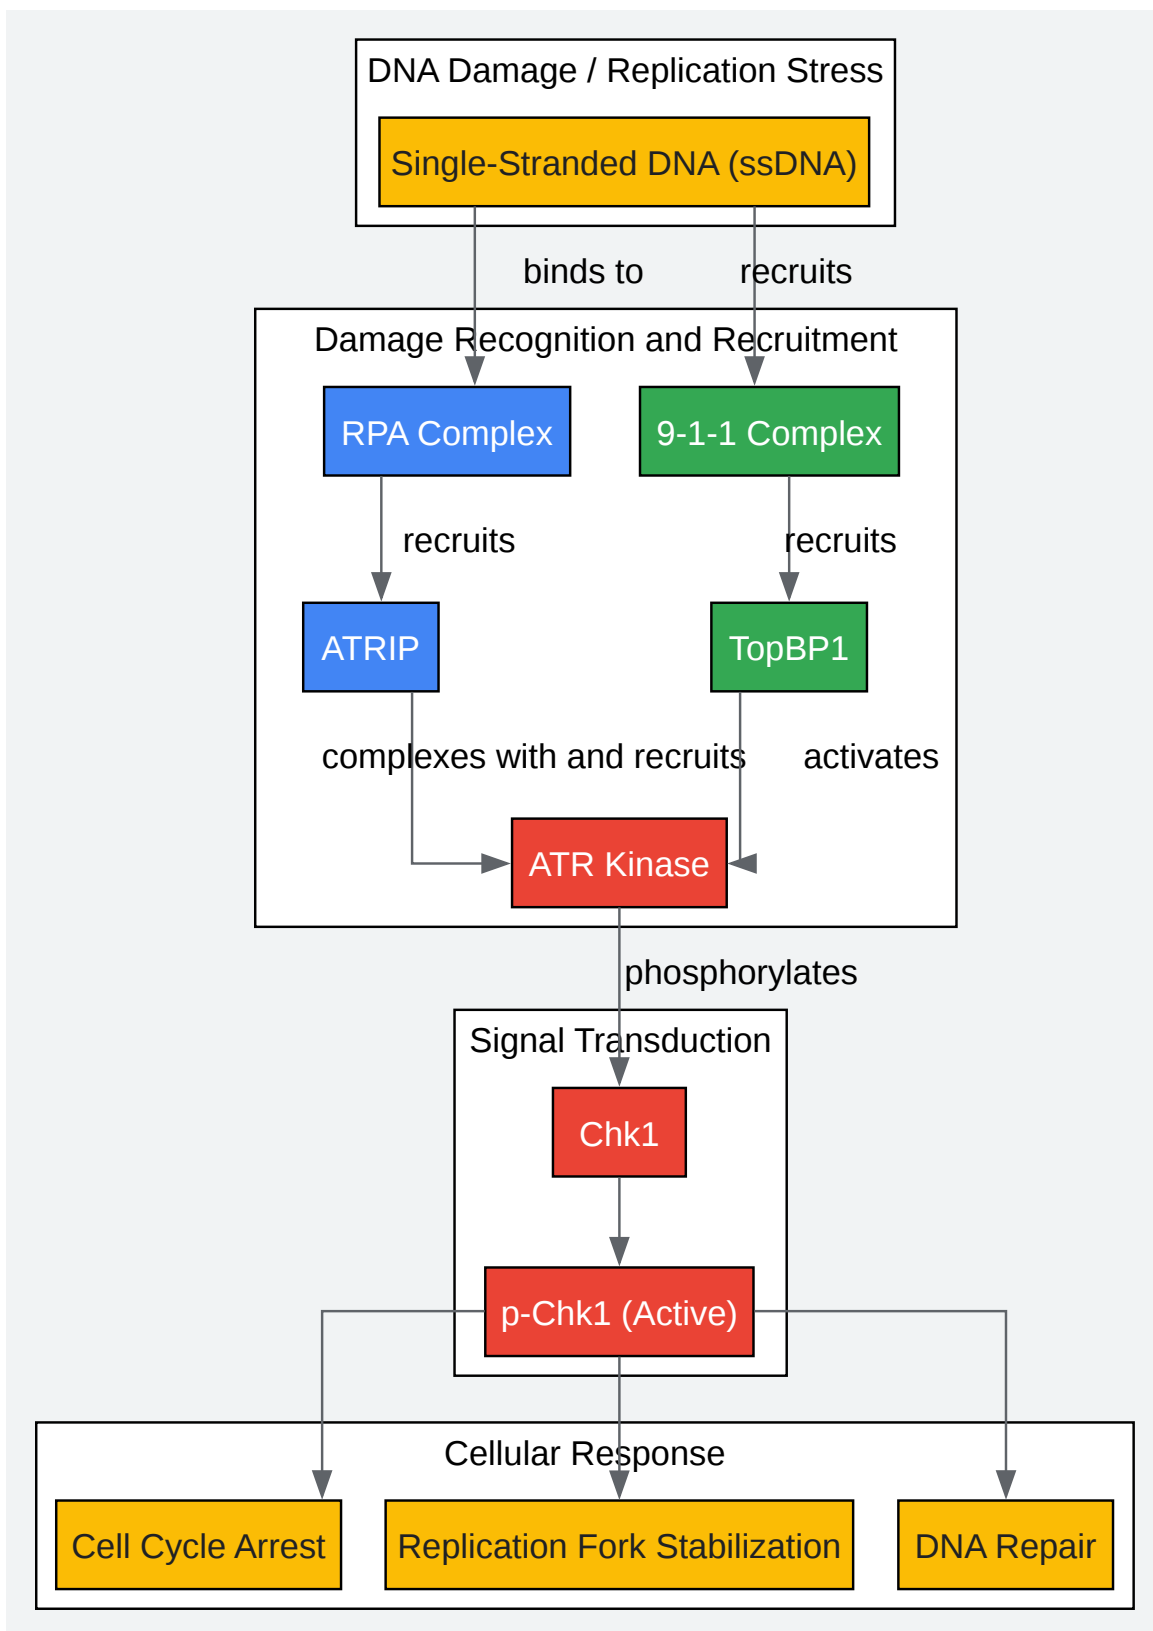 DNA Damage / Replication Stress
Single-Stranded DNA (ssDNA)
binds to
recruits
Damage Recognition and Recruitment
RPA Complex
9-1-1 Complex
recruits
recruits
ATRIP
TopBP1
complexes with and recruits
activates
ATR Kinase
phosphorylates
Signal Transduction
Chk1
p-Chk1 (Active)
Cellular Response
Cell Cycle Arrest
Replication Fork Stabilization
DNA Repair